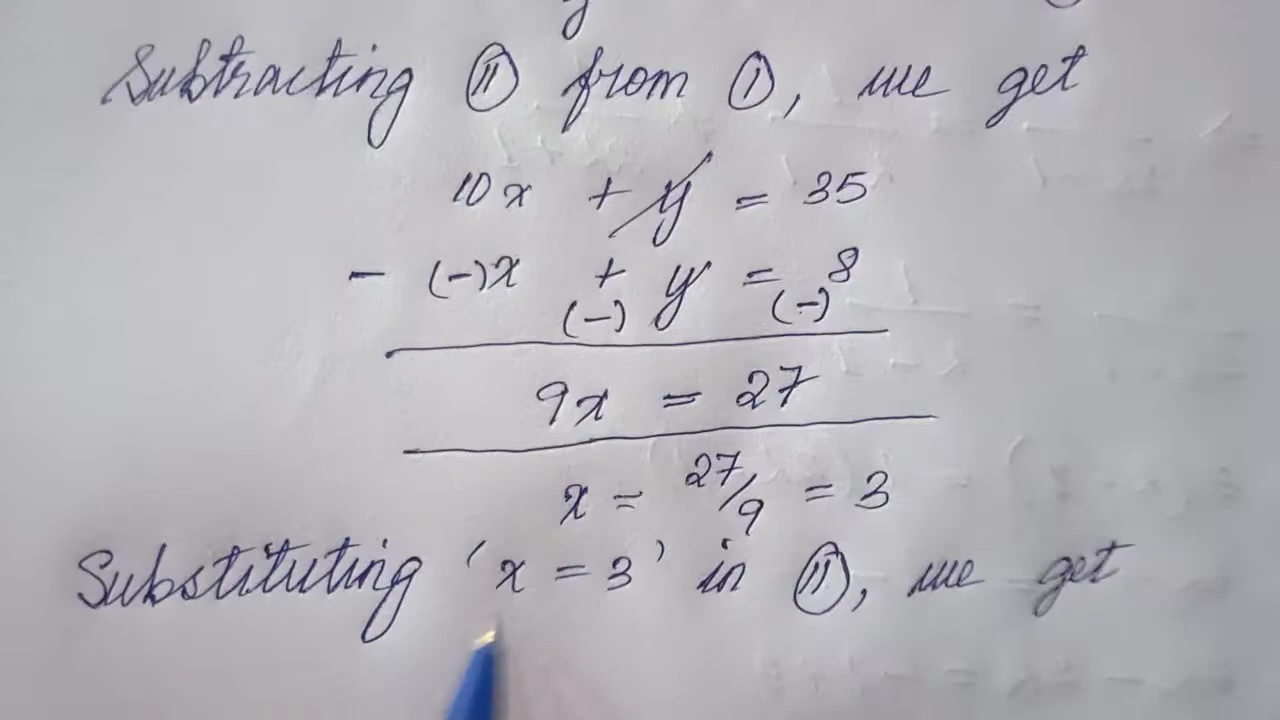 Subtracting (II) from (I), we get
10x + y = 35
- (-)x + y = 8
(-) (-)
9x = 27
x = 27/9 = 3
Substituting 'x = 3' in (II), we get